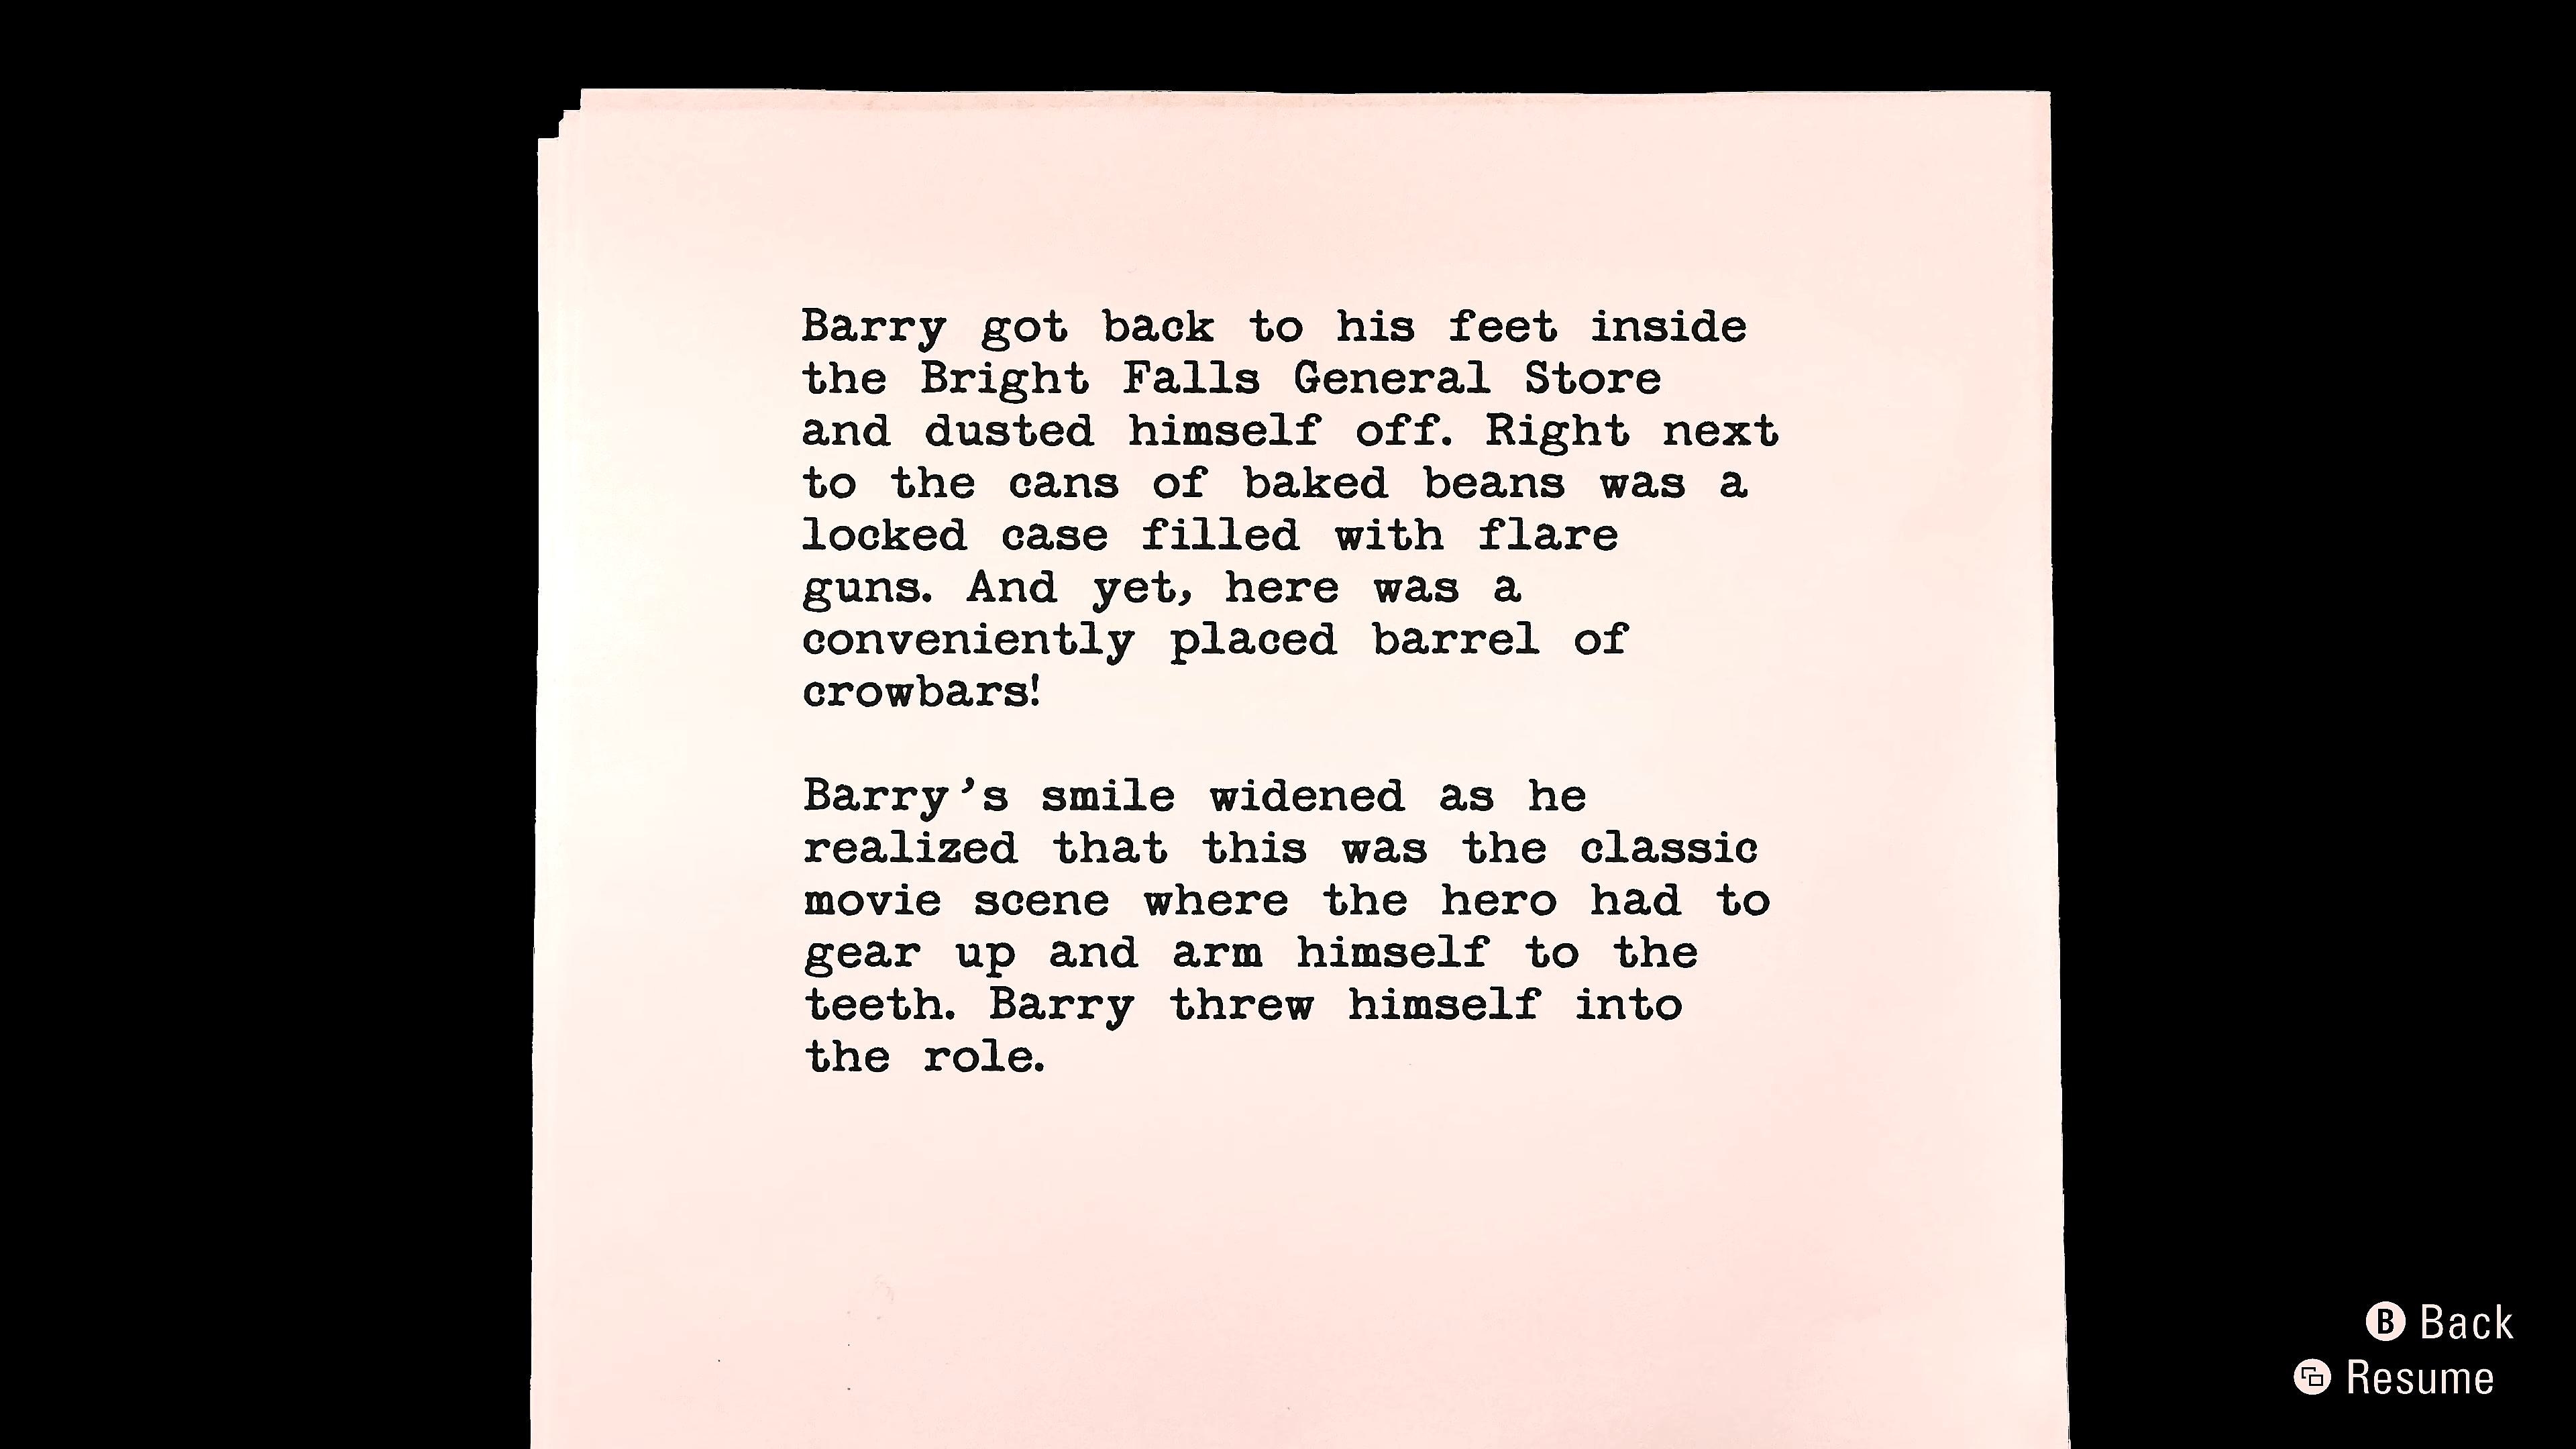 Barry got back to his feet inside
the Bright Falls General Store
and dusted himself off. Right next
to the cans of baked beans was a
locked case filled with flare
guns. And yet, here was a
conveniently placed barrel of
crowbars!
Barry’s smile widened as he
realized that this was the classic
movie scene where the hero had to
gear up and arm himself to the
teeth. Barry threw himself into
the role.
B Back
Resume